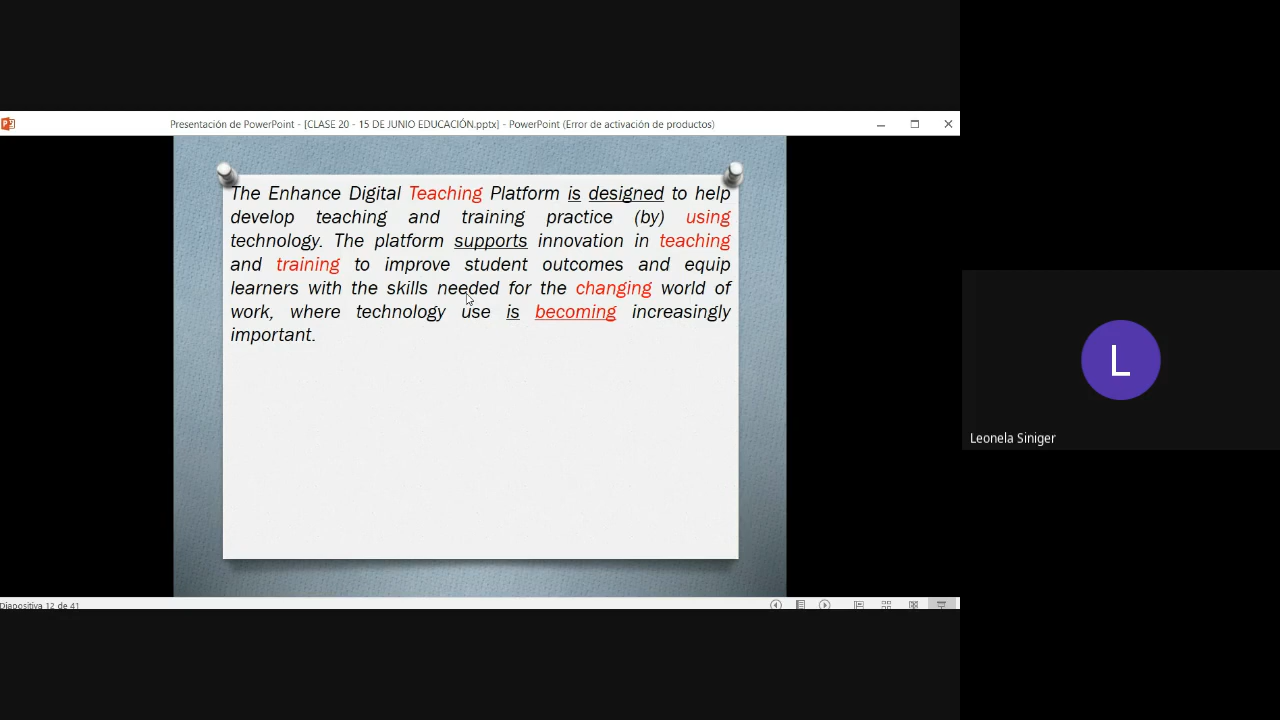 Presentación de PowerPoint - [CLASE 20 - 15 DE JUNIO EDUCACIÓN.pptx] - PowerPoint (Error de activación de productos)
The Enhance Digital Teaching Platform is designed to help
develop teaching and training practice (by) using
technology. The platform supports innovation in teaching
and training to improve student outcomes and equip
learners with the skills needed for the changing world of
work, where technology use is becoming increasingly
important.
L
Leonela Siniger
Diapositiva 12 de 41